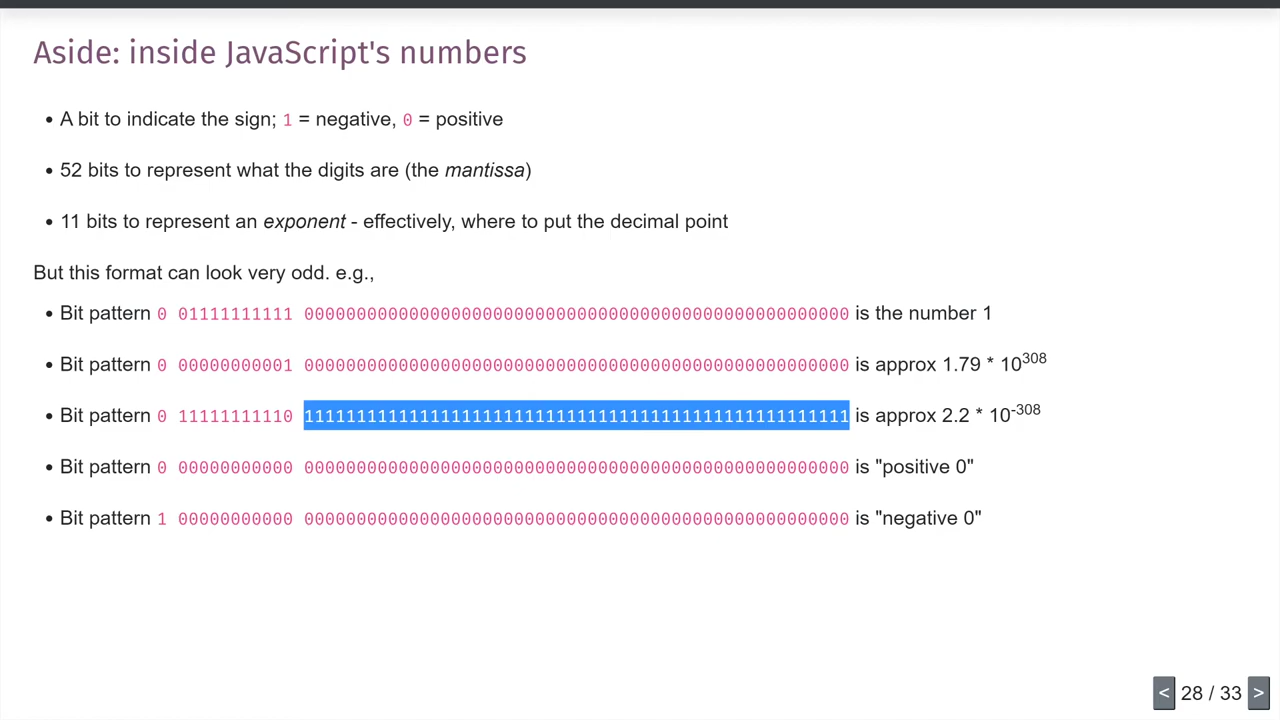 Aside: inside JavaScript's numbers
• A bit to indicate the sign; 1 = negative, 0 = positive
• 52 bits to represent what the digits are (the mantissa)
• 11 bits to represent an exponent - effectively, where to put the decimal point
But this format can look very odd. e.g.,
• Bit pattern 0 01111111111 0000000000000000000000000000000000000000000000000000 is the number 1
• Bit pattern 0 00000000001 0000000000000000000000000000000000000000000000000000 is approx 1.79 * 10^308
• Bit pattern 0 11111111110 1111111111111111111111111111111111111111111111111111 is approx 2.2 * 10^-308
• Bit pattern 0 00000000000 0000000000000000000000000000000000000000000000000000 is "positive 0"
• Bit pattern 1 00000000000 0000000000000000000000000000000000000000000000000000 is "negative 0"
< 28 / 33 >